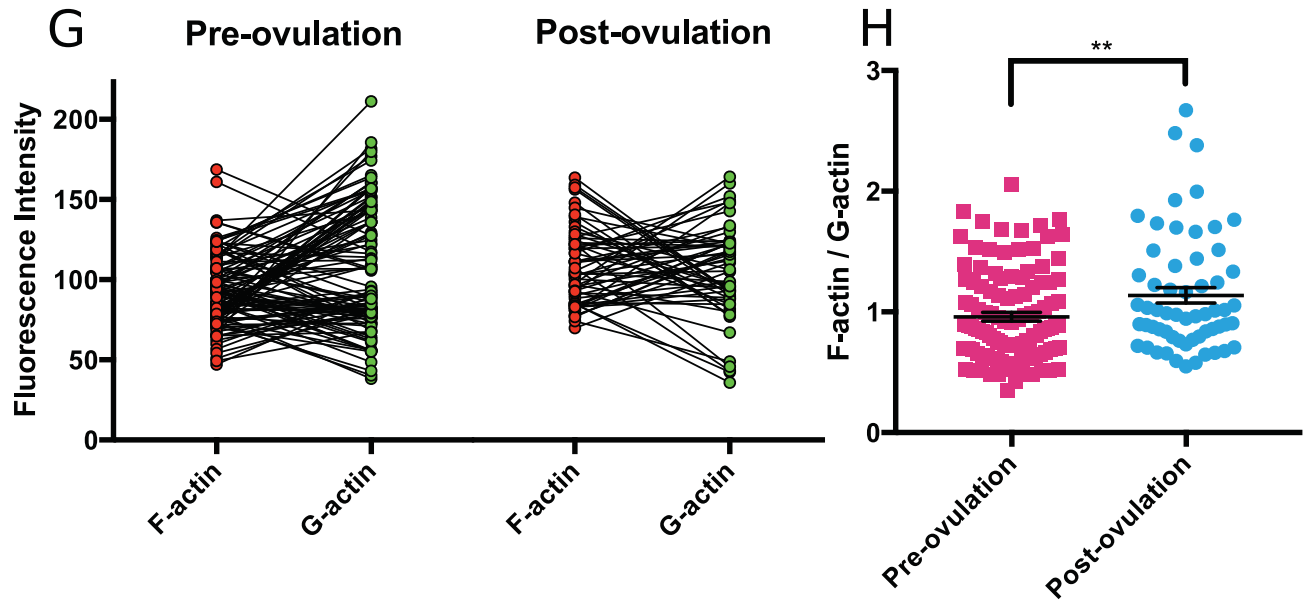 G
Pre-ovulation
Post-ovulation
Fluorescence Intensity
200
150
100
50
0
F-actin
G-actin
F-actin
G-actin
H
**
F-actin / G-actin
3
2
1
0
Pre-ovulation
Post-ovulation